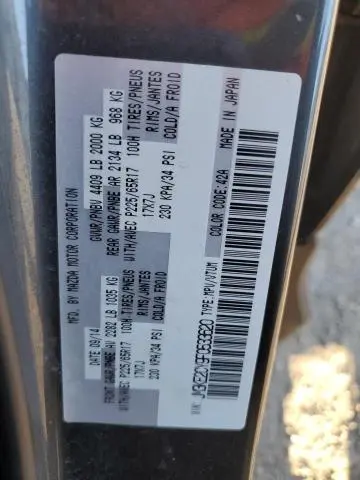 MFD. BY MAZDA MOTOR CORPORATION
DATE: 09/14 GVWR/PNBV 4409 LB 2000 KG
FRONT GAWR/PNBE AV 2282 LB 1035 KG REAR GAWR/PNBE AR 2134 LB 968 KG
WITH/AVEC P225/65R17 100H TIRES/PNEUS WITH/AVEC P225/65R17 100H TIRES/PNEUS
17X7J RIMS/JANTES 17X7J RIMS/JANTES
230 KPA/34 PSI COLD/A FROID 230 KPA/34 PSI COLD/A FROID
VIN: TYPE:MPV/VTUM
COLOR CODE:42A MADE IN JAPAN